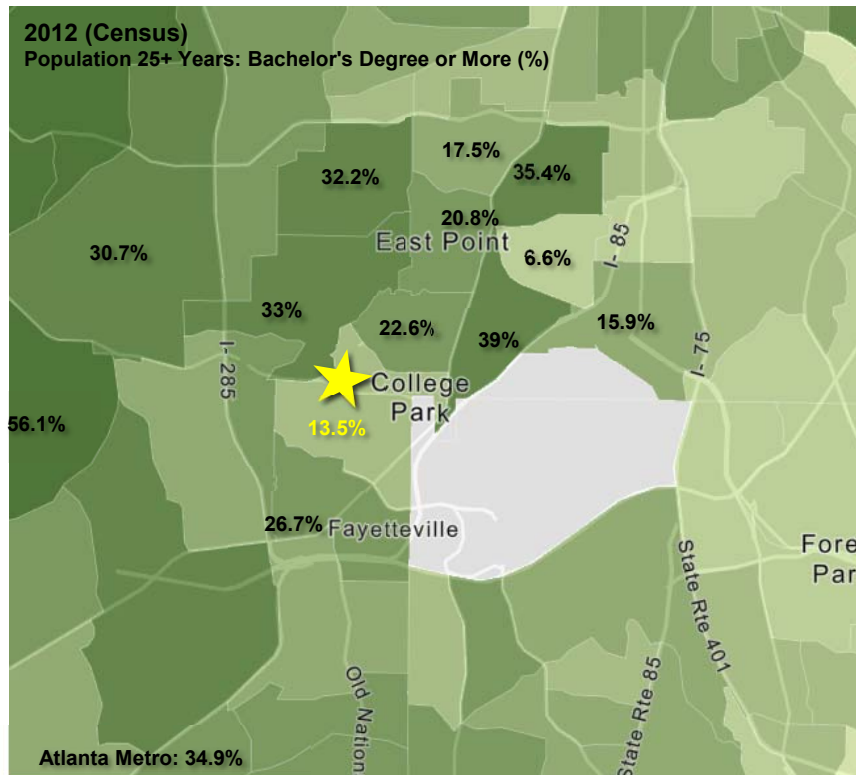 2012 (Census)
Population 25+ Years: Bachelor's Degree or More (%)
17.5%
32.2%
35.4%
20.8%
East Point
30.7%
6.6%
I- 85
33%
22.6%
39%
15.9%
I- 285
I- 75
College
Park
56.1%
13.5%
26.7%
Fayetteville
Fore
Par
State Rte 401
Old Nation
State Rte 85
Atlanta Metro: 34.9%